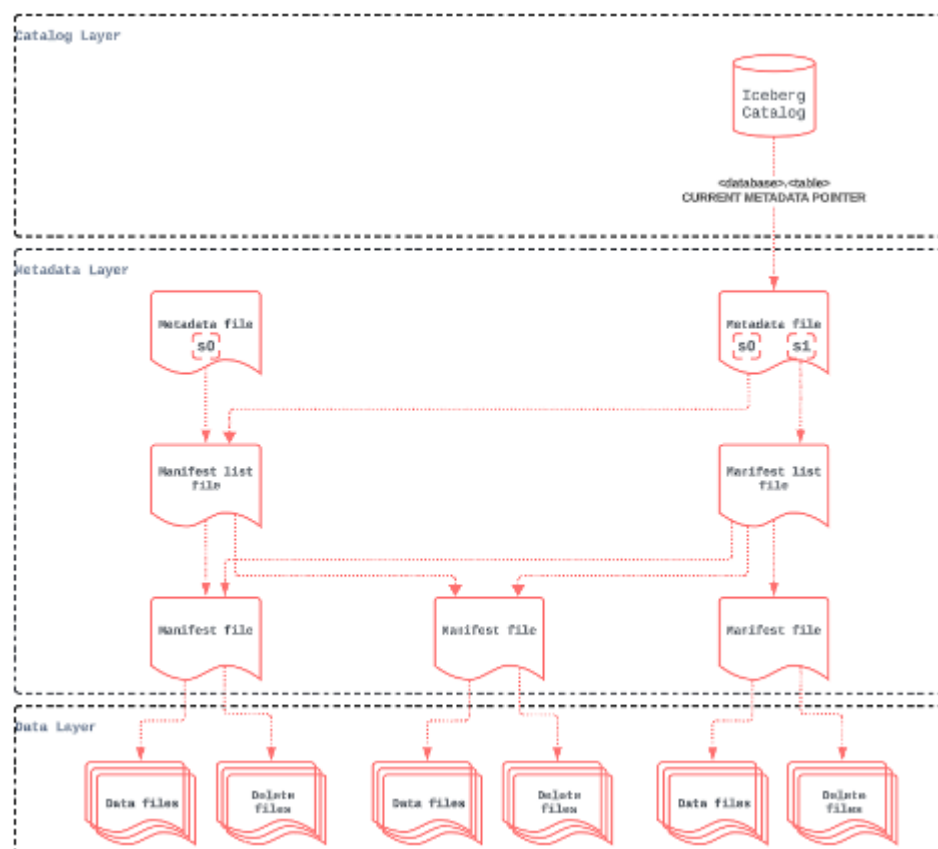 Catalog Layer
Iceberg
Catalog
<database>.<table>
CURRENT METADATA POINTER
Metadata Layer
Metadata file
s0
Metadata file
s0
s1
Manifest list
file
Manifest list
file
Manifest file
Manifest file
Manifest file
Data Layer
Data files
Delete
files
Data files
Delete
files
Data files
Delete
files